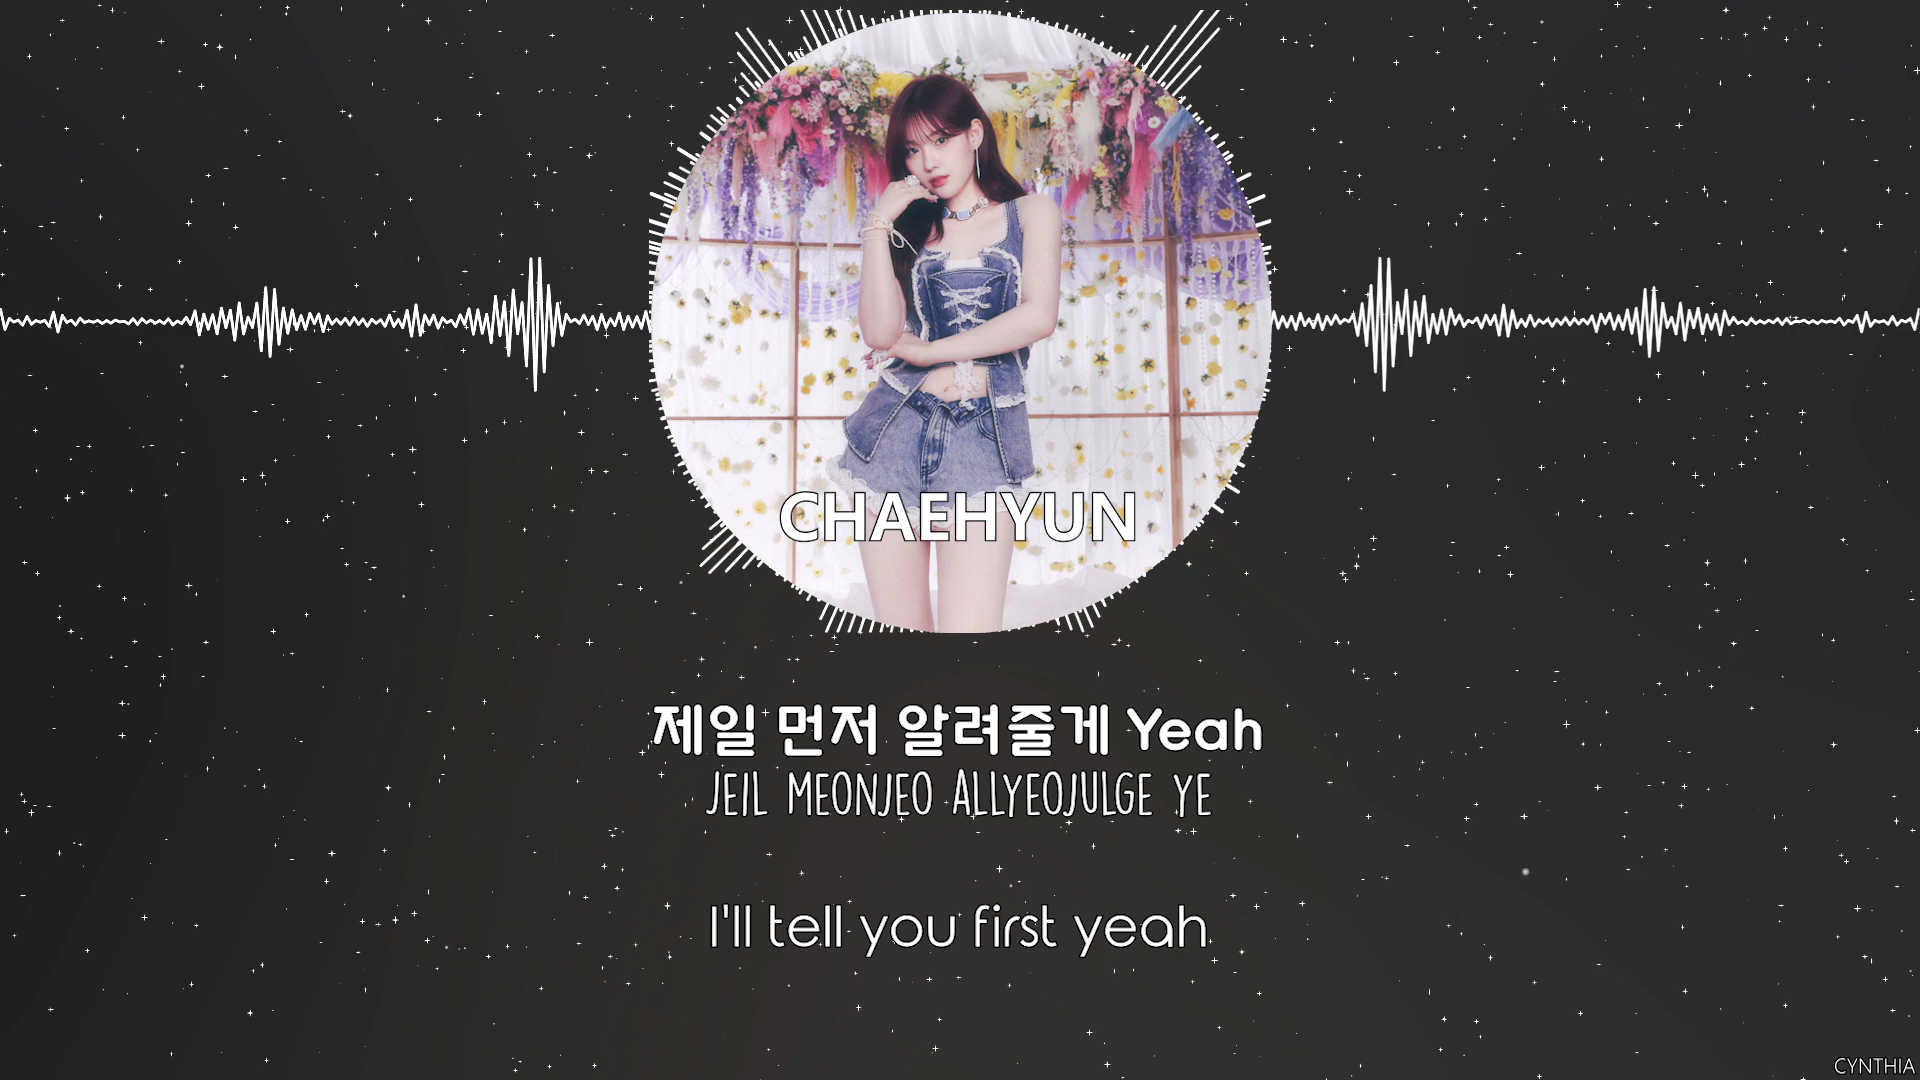 CHAEHYUN
제일 먼저 알려줄게 Yeah
JEIL MEONJEO ALLYEOJULGE YE
I'll tell you first yeah
CYNTHIA